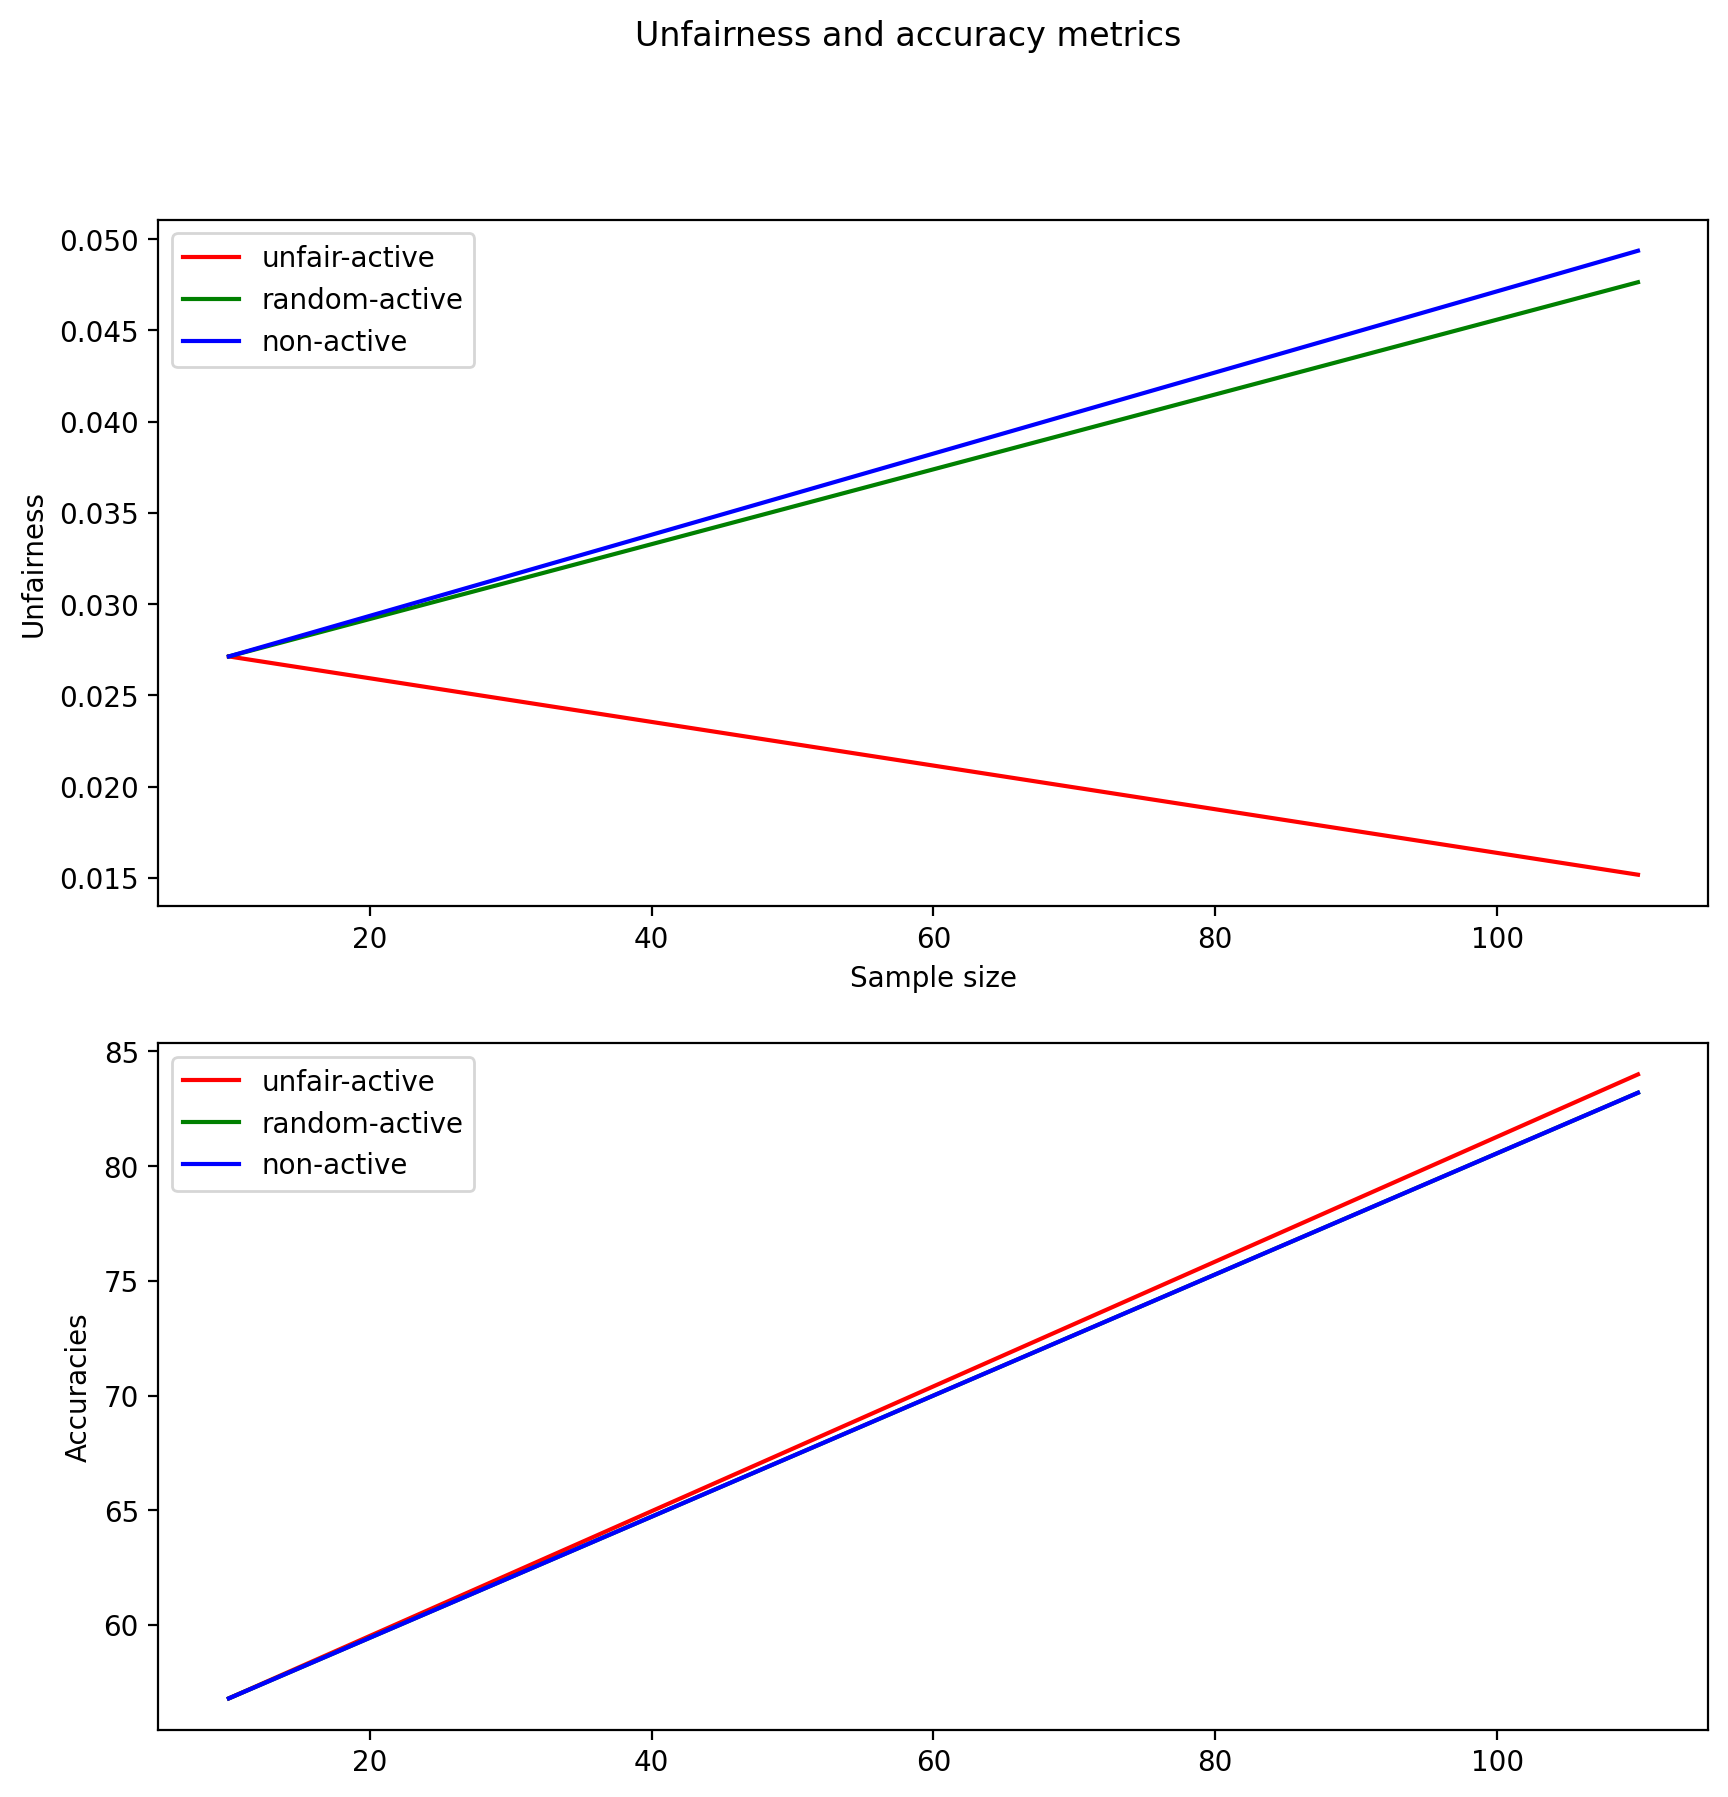 Unfairness and accuracy metrics
0.050
0.045
0.040
0.035
0.030
0.025
0.020
0.015
Unfairness
unfair-active
random-active
non-active
20 40 60 80 100
Sample size
85
80
75
70
65
60
Accuracies
unfair-active
random-active
non-active
20 40 60 80 100